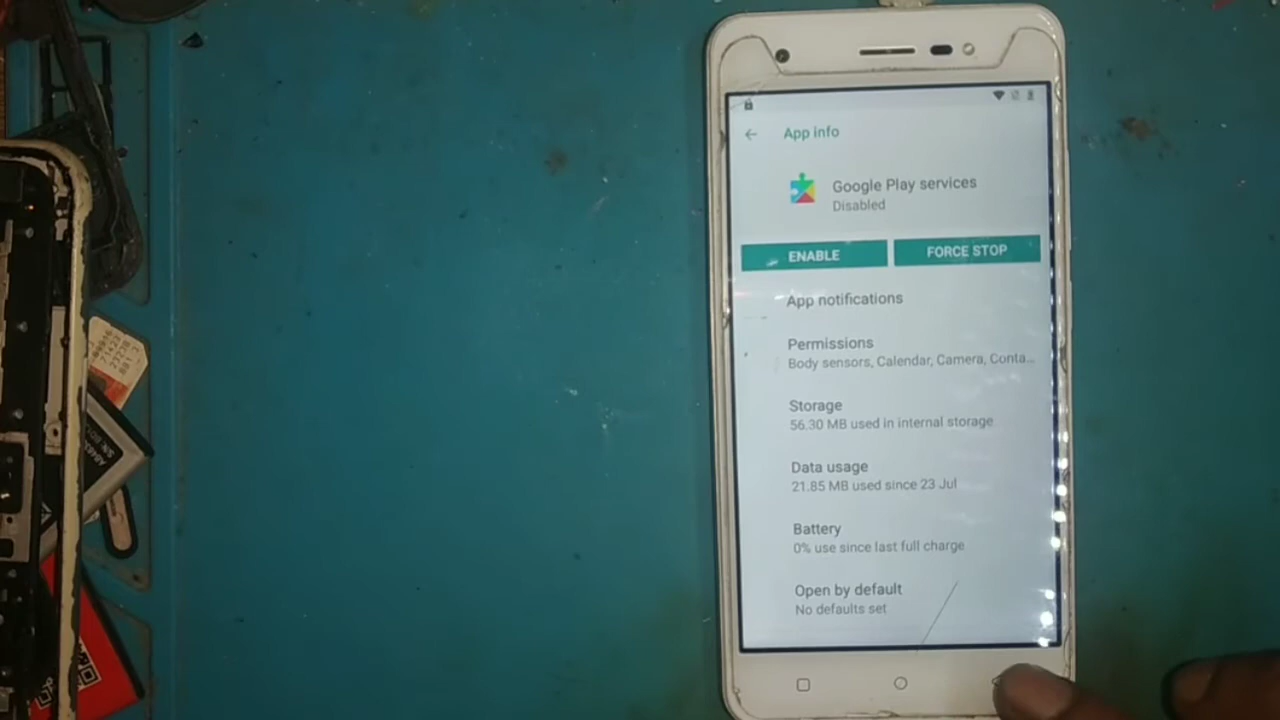 App info
Google Play services
Disabled
ENABLE
FORCE STOP
App notifications
Permissions
Body sensors, Calendar, Camera, Conta...
Storage
56.30 MB used in internal storage
Data usage
21.85 MB used since 23 Jul
Battery
0% use since last full charge
Open by default
No defaults set